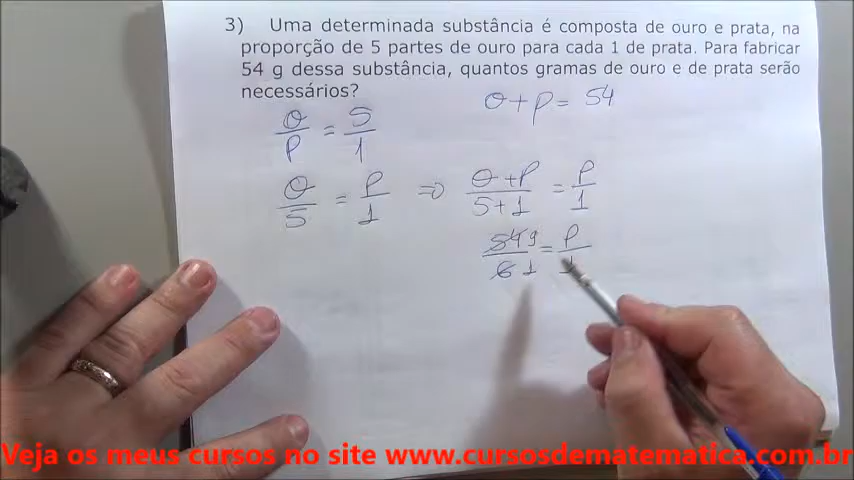 3) Uma determinada substância é composta de ouro e prata, na
proporção de 5 partes de ouro para cada 1 de prata. Para fabricar
54 g dessa substância, quantos gramas de ouro e de prata serão
necessários?
O + P = 54
O/P = 5/1
O/5 = P/1 ⇒ O+P/5+1 = P/1
54 9/6 1 = P/1
Veja os meus cursos no site www.cursosdematematica.com.br